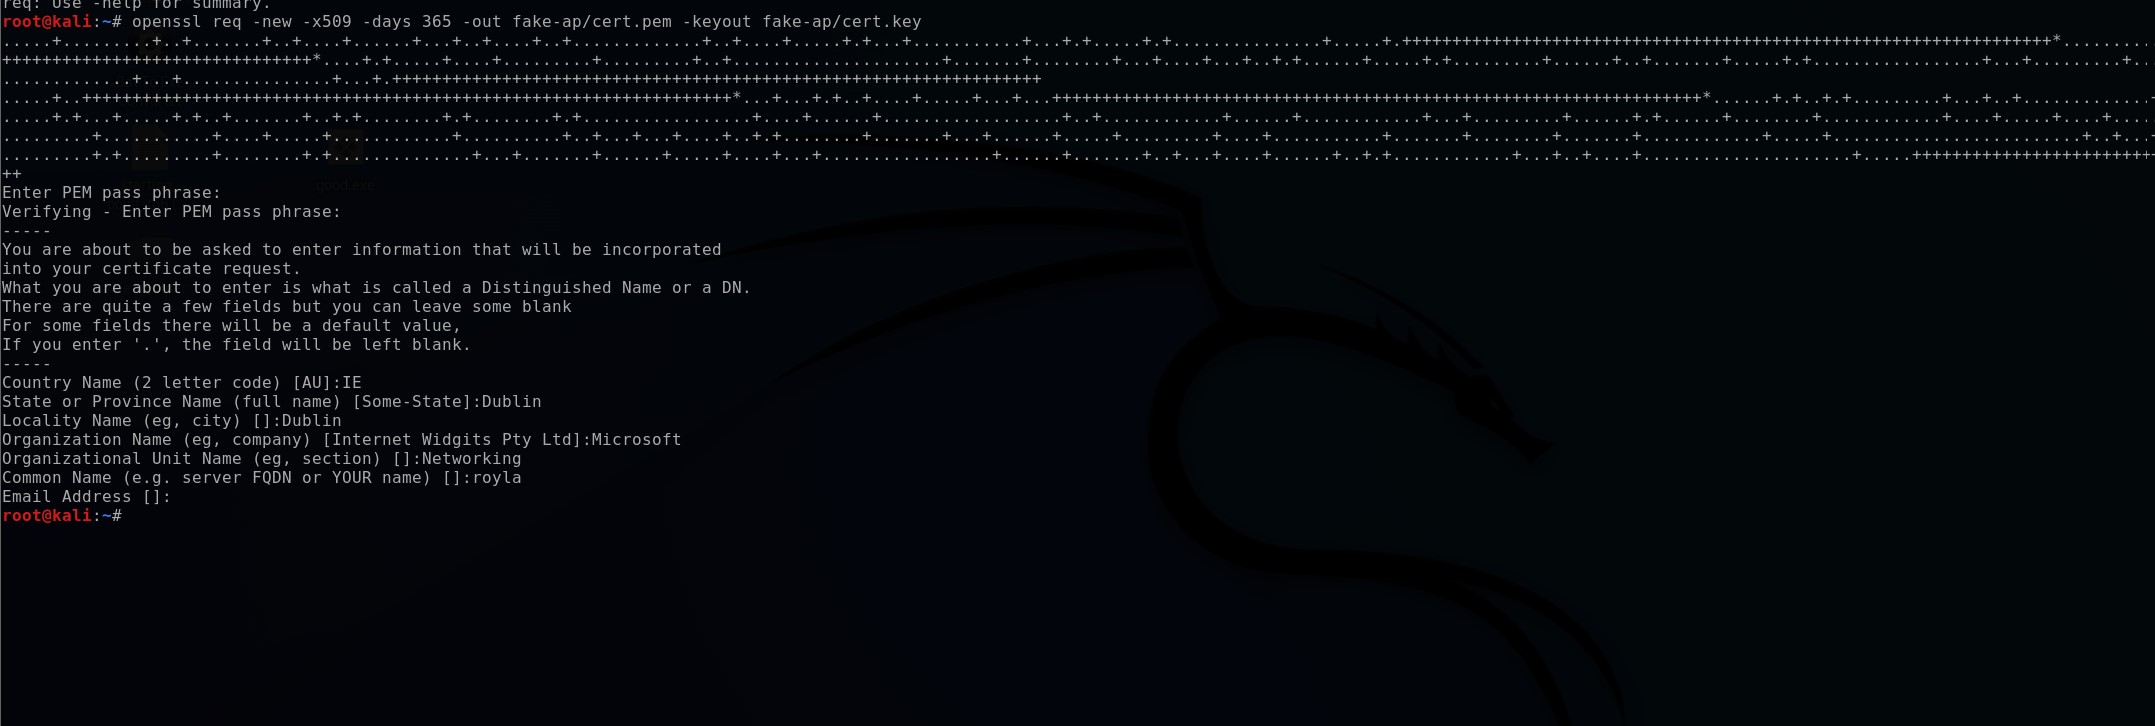 req: Use -help for summary.
root@kali:~# openssl req -new -x509 -days 365 -out fake-ap/cert.pem -keyout fake-ap/cert.key
++
Enter PEM pass phrase:
Verifying - Enter PEM pass phrase:
-----
You are about to be asked to enter information that will be incorporated
into your certificate request.
What you are about to enter is what is called a Distinguished Name or a DN.
There are quite a few fields but you can leave some blank
For some fields there will be a default value,
If you enter '.', the field will be left blank.
-----
Country Name (2 letter code) [AU]:IE
State or Province Name (full name) [Some-State]:Dublin
Locality Name (eg, city) []:Dublin
Organization Name (eg, company) [Internet Widgits Pty Ltd]:Microsoft
Organizational Unit Name (eg, section) []:Networking
Common Name (e.g. server FQDN or YOUR name) []:royla
Email Address []:
root@kali:~#
good.exe